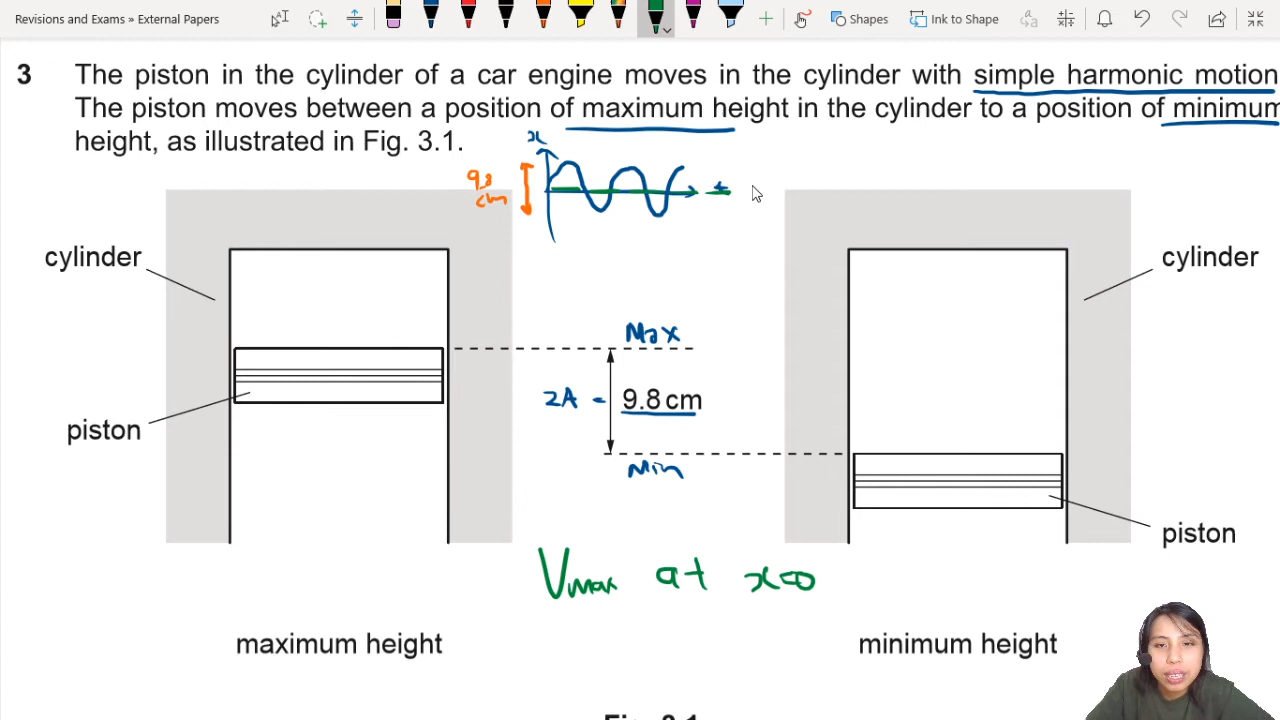 Revisions and Exams » External Papers
Shapes
Ink to Shape
3 The piston in the cylinder of a car engine moves in the cylinder with simple harmonic motion
The piston moves between a position of maximum height in the cylinder to a position of minimum
height, as illustrated in Fig. 3.1.
x
9.8
cm
t
cylinder
cylinder
Max
2A = 9.8 cm
piston
Min
piston
Vmax at x=0
maximum height
minimum height